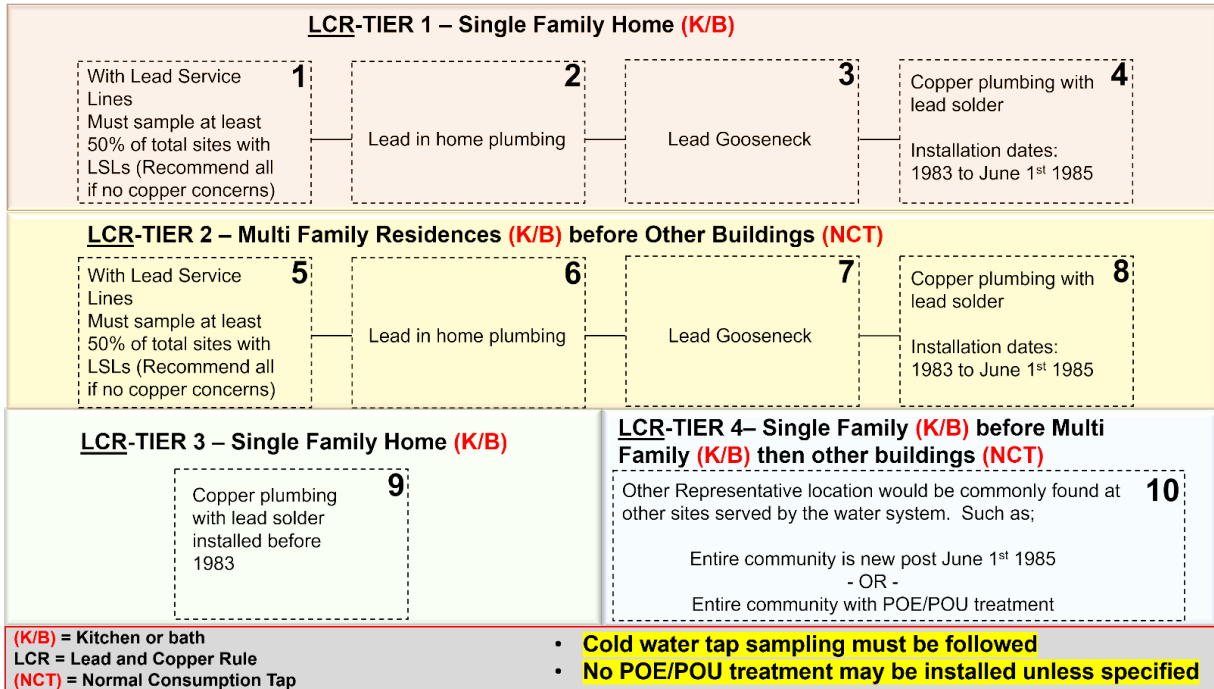 LCR-TIER 1 – Single Family Home (K/B)
With Lead Service
Lines
Must sample at least
50% of total sites with
LSLs (Recommend all
if no copper concerns)
1
Lead in home plumbing
2
Lead Gooseneck
3
Copper plumbing with
lead solder
Installation dates:
1983 to June 1st 1985
4
LCR-TIER 2 – Multi Family Residences (K/B) before Other Buildings (NCT)
With Lead Service
Lines
Must sample at least
50% of total sites with
LSLs (Recommend all
if no copper concerns)
5
Lead in home plumbing
6
Lead Gooseneck
7
Copper plumbing with
lead solder
Installation dates:
1983 to June 1st 1985
8
LCR-TIER 3 – Single Family Home (K/B)
Copper plumbing
with lead solder
installed before
1983
9
LCR-TIER 4– Single Family (K/B) before Multi
Family (K/B) then other buildings (NCT)
Other Representative location would be commonly found at
other sites served by the water system. Such as;
10
Entire community is new post June 1st 1985
- OR -
Entire community with POE/POU treatment
(K/B) = Kitchen or bath
LCR = Lead and Copper Rule
(NCT) = Normal Consumption Tap
• Cold water tap sampling must be followed
• No POE/POU treatment may be installed unless specified